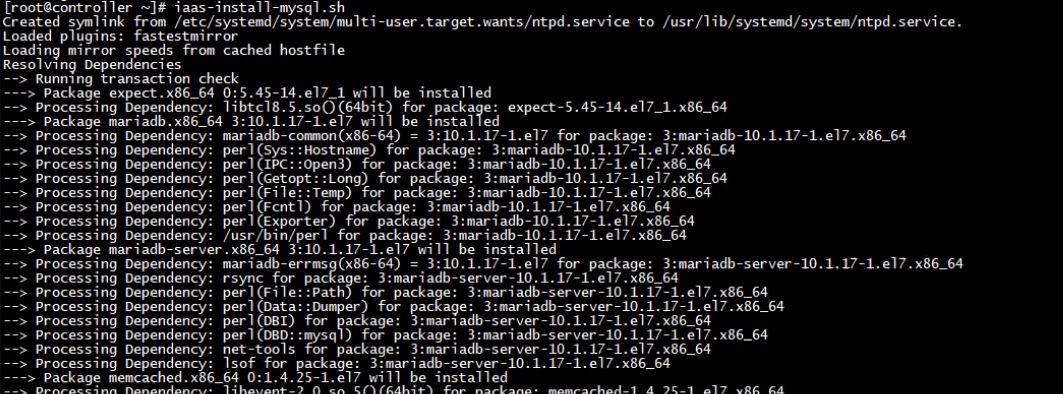 [root@controller ~]# iaas-install-mysql.sh
Created symlink from /etc/systemd/system/multi-user.target.wants/ntpd.service to /usr/lib/systemd/system/ntpd.service.
Loaded plugins: fastestmirror
Loading mirror speeds from cached hostfile
Resolving Dependencies
--> Running transaction check
---> Package expect.x86_64 0:5.45-14.el7_1 will be installed
--> Processing Dependency: libtcl8.5.so()(64bit) for package: expect-5.45-14.el7_1.x86_64
---> Package mariadb.x86_64 3:10.1.17-1.el7 will be installed
--> Processing Dependency: mariadb-common(x86-64) = 3:10.1.17-1.el7 for package: 3:mariadb-10.1.17-1.el7.x86_64
--> Processing Dependency: perl(Sys::Hostname) for package: 3:mariadb-10.1.17-1.el7.x86_64
--> Processing Dependency: perl(IPC::Open3) for package: 3:mariadb-10.1.17-1.el7.x86_64
--> Processing Dependency: perl(Getopt::Long) for package: 3:mariadb-10.1.17-1.el7.x86_64
--> Processing Dependency: perl(File::Temp) for package: 3:mariadb-10.1.17-1.el7.x86_64
--> Processing Dependency: perl(Fcntl) for package: 3:mariadb-10.1.17-1.el7.x86_64
--> Processing Dependency: perl(Exporter) for package: 3:mariadb-10.1.17-1.el7.x86_64
--> Processing Dependency: /usr/bin/perl for package: 3:mariadb-10.1.17-1.el7.x86_64
---> Package mariadb-server.x86_64 3:10.1.17-1.el7 will be installed
--> Processing Dependency: mariadb-errmsg(x86-64) = 3:10.1.17-1.el7 for package: 3:mariadb-server-10.1.17-1.el7.x86_64
--> Processing Dependency: rsync for package: 3:mariadb-server-10.1.17-1.el7.x86_64
--> Processing Dependency: perl(File::Path) for package: 3:mariadb-server-10.1.17-1.el7.x86_64
--> Processing Dependency: perl(Data::Dumper) for package: 3:mariadb-server-10.1.17-1.el7.x86_64
--> Processing Dependency: perl(DBI) for package: 3:mariadb-server-10.1.17-1.el7.x86_64
--> Processing Dependency: perl(DBD::mysql) for package: 3:mariadb-server-10.1.17-1.el7.x86_64
--> Processing Dependency: net-tools for package: 3:mariadb-server-10.1.17-1.el7.x86_64
--> Processing Dependency: lsof for package: 3:mariadb-server-10.1.17-1.el7.x86_64
---> Package memcached.x86_64 0:1.4.25-1.el7 will be installed
--> Processing Dependency: libevent-2.0.so.5()(64bit) for package: memcached-1.4.25-1.el7.x86_64